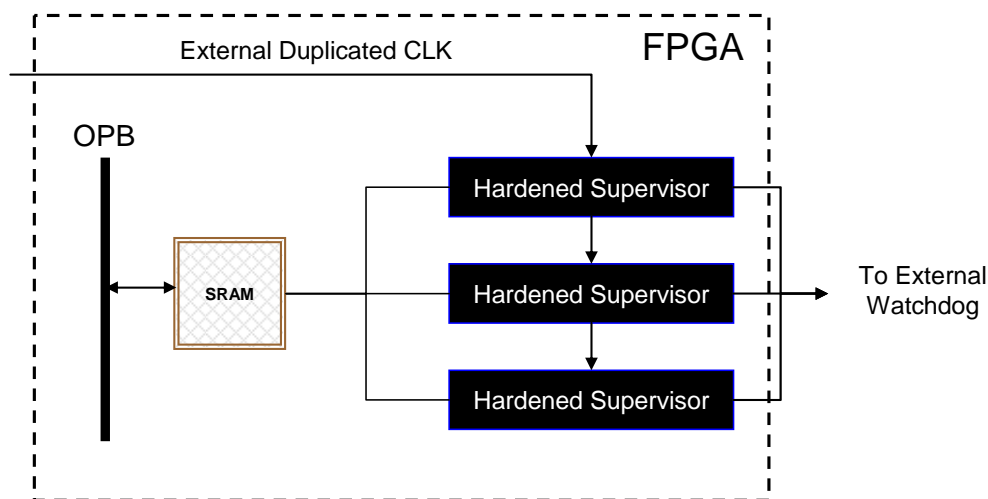 External Duplicated CLK
FPGA
OPB
Hardened Supervisor
SRAM
Hardened Supervisor
To External
Watchdog
Hardened Supervisor